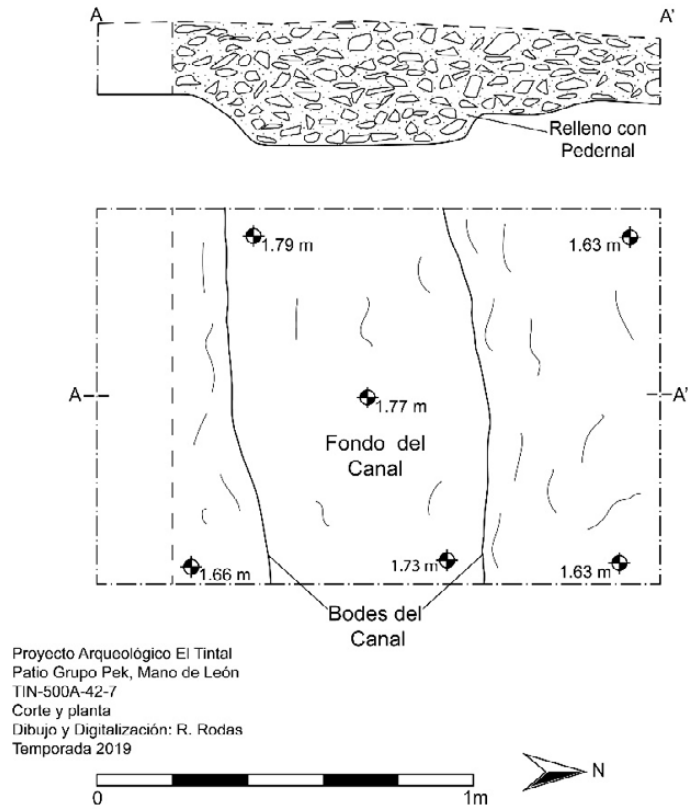 A A'
Relleno con
Pedernal
1.79 m 1.63 m
A A'
1.77 m
Fondo del
Canal
1.66 m 1.73 m 1.63 m
Bodes del
Canal
Proyecto Arqueológico El Tintal
Patio Grupo Pek, Mano de León
TIN-500A-42-7
Corte y planta
Dibujo y Digitalización: R. Rodas
Temporada 2019
N
0 1m